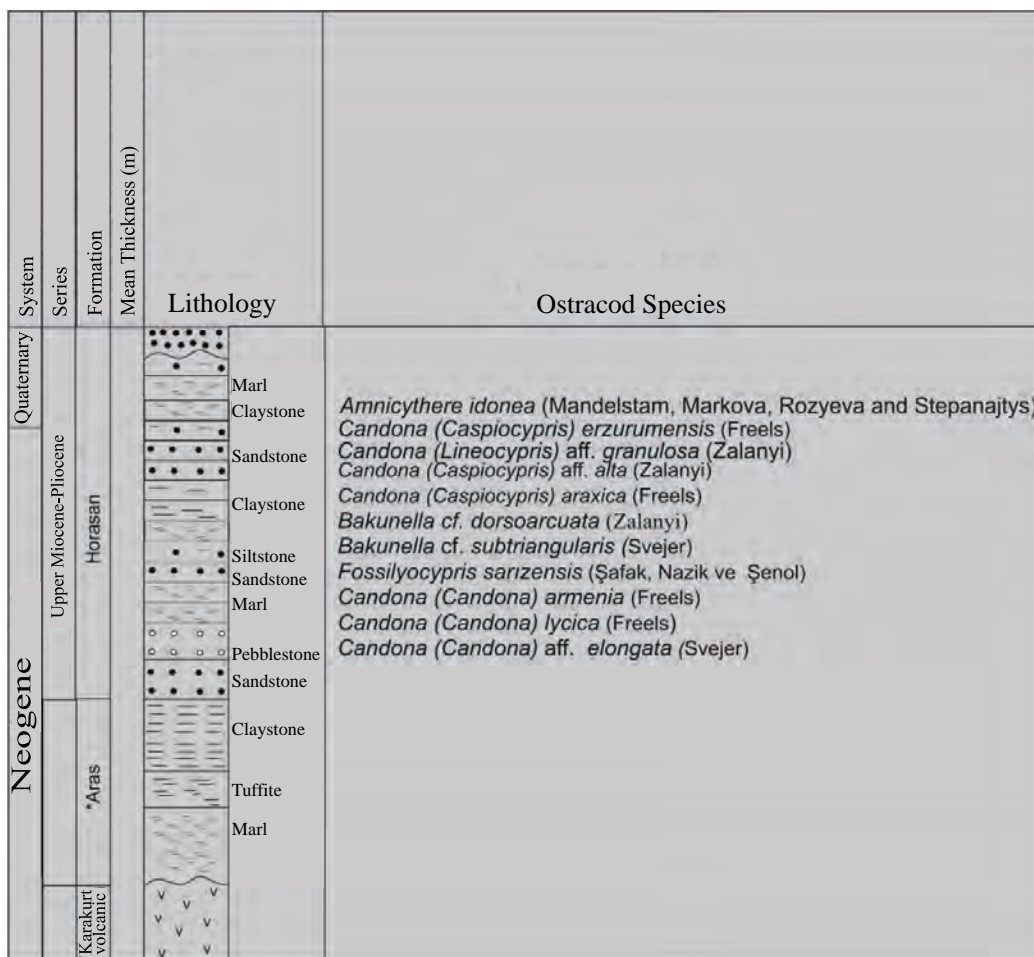 System
Series
Formation
Mean Thickness (m)
Lithology
Ostracod Species
Quaternary
Neogene
Upper Miocene-Pliocene
Horasan
*Aras
Karakurt
volcanic
Marl
Claystone
Sandstone
Claystone
Siltstone
Sandstone
Marl
Pebblestone
Sandstone
Claystone
Tuffite
Marl
Amnicythere idonea (Mandelstam, Markova, Rozyeva and Stepanajtys)
Candona (Caspiocypris) erzurumensis (Freels)
Candona (Lineocypris) aff. granulosa (Zalanyi)
Candona (Caspiocypris) aff. alta (Zalanyi)
Candona (Caspiocypris) araxica (Freels)
Bakunella cf. dorsoarcuata (Zalanyi)
Bakunella cf. subtriangularis (Svejer)
Fossilyocypris sarızensis (Şafak, Nazik ve Şenol)
Candona (Candona) armenia (Freels)
Candona (Candona) lycica (Freels)
Candona (Candona) aff. elongata (Svejer)